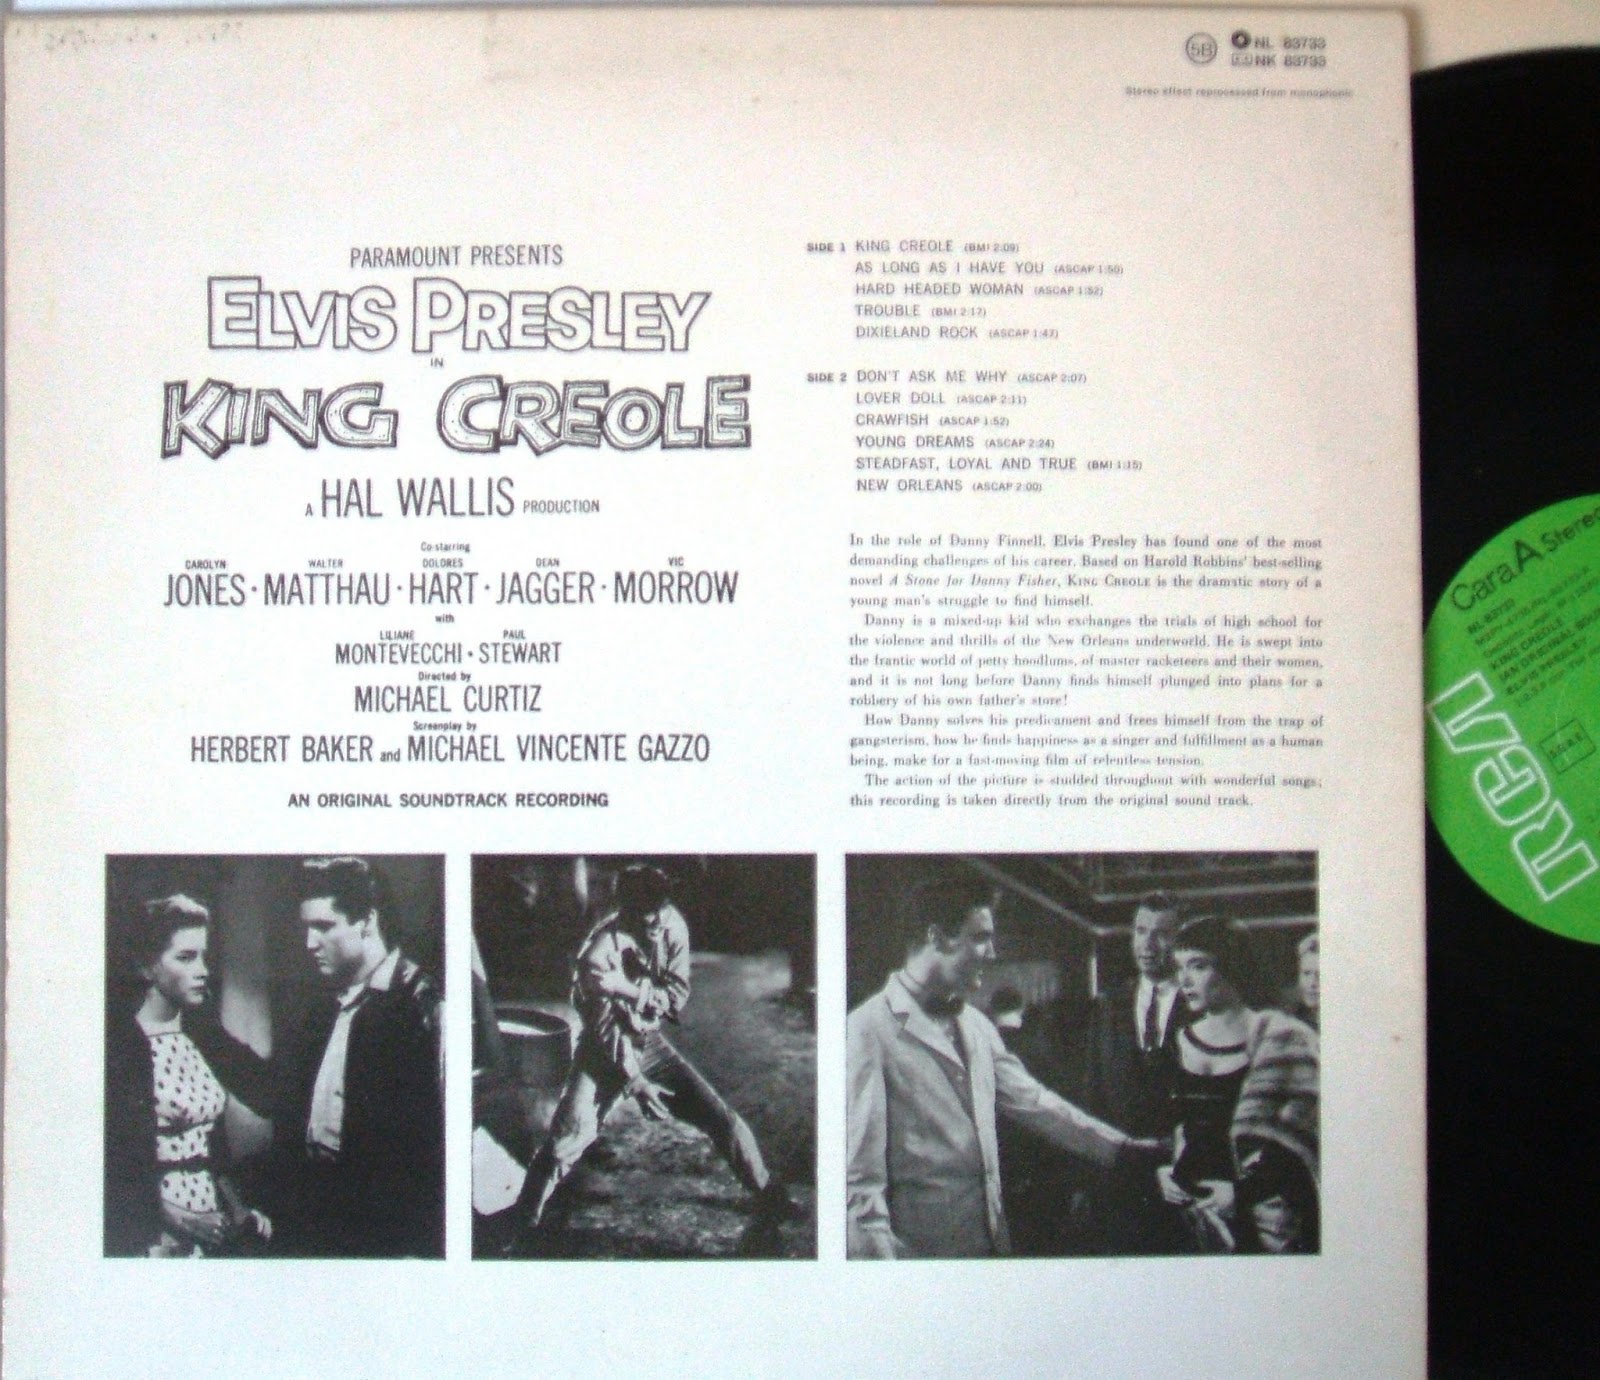 5B
NL 83733
NK 83733
Stereo effect reprocessed from monophonic
PARAMOUNT PRESENTS
ELVIS PRESLEY
IN
KING CREOLE
A HAL WALLIS PRODUCTION
Co-starring
CAROLYN WALTER DOLORES DEAN VIC
JONES · MATTHAU · HART · JAGGER · MORROW
with
LILIANE PAUL
MONTEVECCHI · STEWART
Directed by
MICHAEL CURTIZ
Screenplay by
HERBERT BAKER and MICHAEL VINCENTE GAZZO
AN ORIGINAL SOUNDTRACK RECORDING
SIDE 1 KING CREOLE (BMI 2:09)
AS LONG AS I HAVE YOU (ASCAP 1:50)
HARD HEADED WOMAN (ASCAP 1:52)
TROUBLE (BMI 2:17)
DIXIELAND ROCK (ASCAP 1:47)
SIDE 2 DON'T ASK ME WHY (ASCAP 2:07)
LOVER DOLL (ASCAP 2:11)
CRAWFISH (ASCAP 1:52)
YOUNG DREAMS (ASCAP 2:24)
STEADFAST, LOYAL AND TRUE (BMI 1:15)
NEW ORLEANS (ASCAP 2:00)
In the role of Danny Finnell, Elvis Presley has found one of the most
demanding challenges of his career. Based on Harold Robbins' best-selling
novel A Stone for Danny Fisher, KING CREOLE is the dramatic story of a
young man's struggle to find himself.
Danny is a mixed-up kid who exchanges the trials of high school for
the violence and thrills of the New Orleans underworld. He is swept into
the frantic world of petty hoodlums, of master racketeers and their women,
and it is not long before Danny finds himself plunged into plans for a
robbery of his own father's store!
How Danny solves his predicament and frees himself from the trap of
gangsterism, how he finds happiness as a singer and fulfillment as a human
being, make for a fast-moving film of relentless tension.
The action of the picture is studded throughout with wonderful songs;
this recording is taken directly from the original sound track.
Cara A Stereo
NL 83733
KING CREOLE
ELVIS PRESLEY
S.G.A.E.
RCA